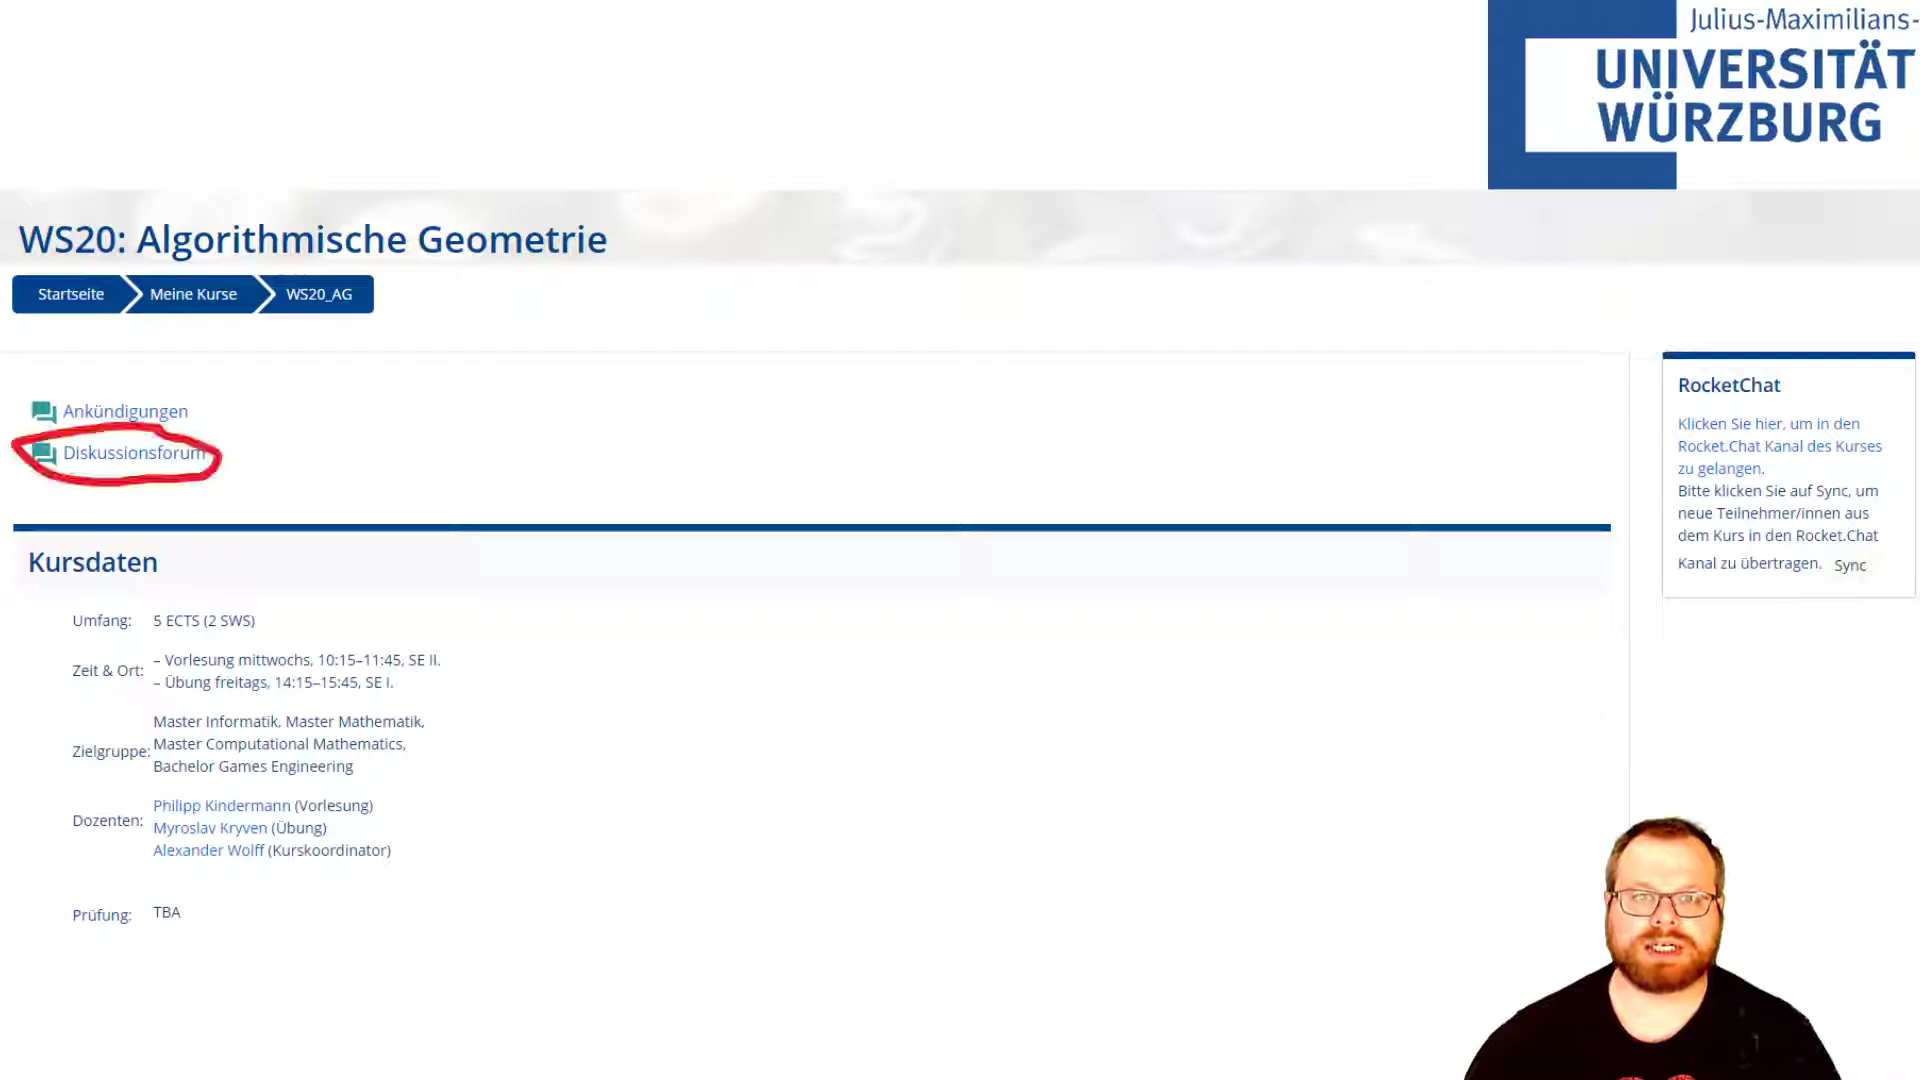 Julius-Maximilians-
UNIVERSITÄT
WÜRZBURG
WS20: Algorithmische Geometrie
Startseite
Meine Kurse
WS20_AG
Ankündigungen
Diskussionsforum
Kursdaten
Umfang: 5 ECTS (2 SWS)
Zeit & Ort: – Vorlesung mittwochs, 10:15–11:45, SE II.
– Übung freitags, 14:15–15:45, SE I.
Zielgruppe: Master Informatik, Master Mathematik,
Master Computational Mathematics,
Bachelor Games Engineering
Dozenten: Philipp Kindermann (Vorlesung)
Myroslav Kryven (Übung)
Alexander Wolff (Kurskoordinator)
Prüfung: TBA
RocketChat
Klicken Sie hier, um in den
Rocket.Chat Kanal des Kurses
zu gelangen.
Bitte klicken Sie auf Sync, um
neue Teilnehmer/innen aus
dem Kurs in den Rocket.Chat
Kanal zu übertragen. Sync